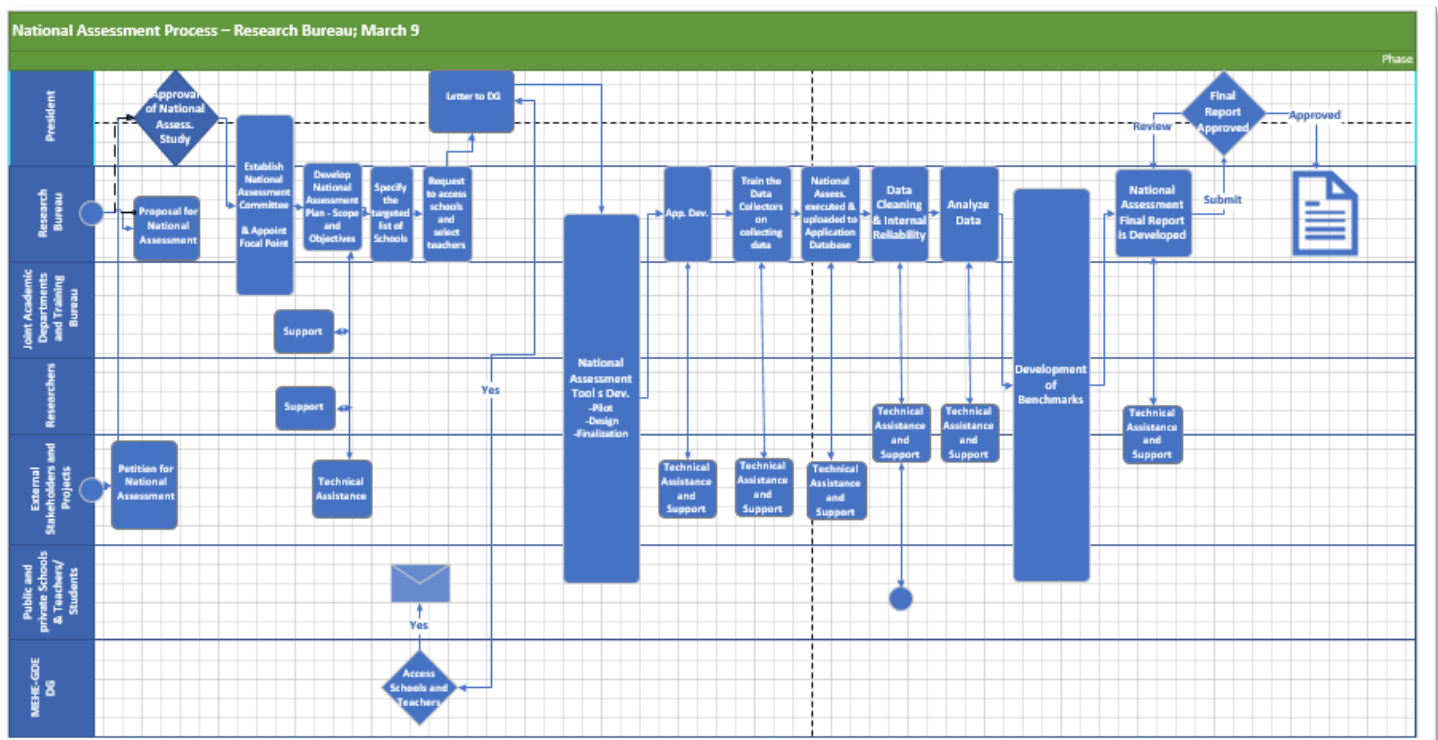 National Assessment Process – Research Bureau; March 9
Phase
President
Approval
of National
Assess.
Study
Letter to DG
Final
Report
Approved
Review
Approved
Submit
Research
Bureau
Proposal for
National
Assessment
Establish
National
Assessment
Committee
& Appoint
Focal Point
Develop
National
Assessment
Plan - Scope
and
Objectives
Specify
the
targeted
list of
Schools
Request
to access
schools
and
select
teachers
App. Dev.
Train the
Data
Collectors
on
collecting
data
National
Assess.
executed &
uploaded to
Application
Database
Data
Cleaning
& Internal
Reliability
Analyze
Data
National
Assessment
Final Report
is Developed
Joint Academic
Departments
and Training
Bureau
Support
National
Assessment
Tool s Dev.
-Pilot
-Design
-Finalization
Development
of
Benchmarks
Researchers
Support
Yes
Technical
Assistance
and
Support
Technical
Assistance
and
Support
Technical
Assistance
and
Support
External
Stakeholders and
Projects
Petition for
National
Assessment
Technical
Assistance
Technical
Assistance
and
Support
Technical
Assistance
and
Support
Technical
Assistance
and
Support
Public and
private Schools
& Teachers/
Students
Yes
MEHE-GDE
DG
Access
Schools and
Teachers